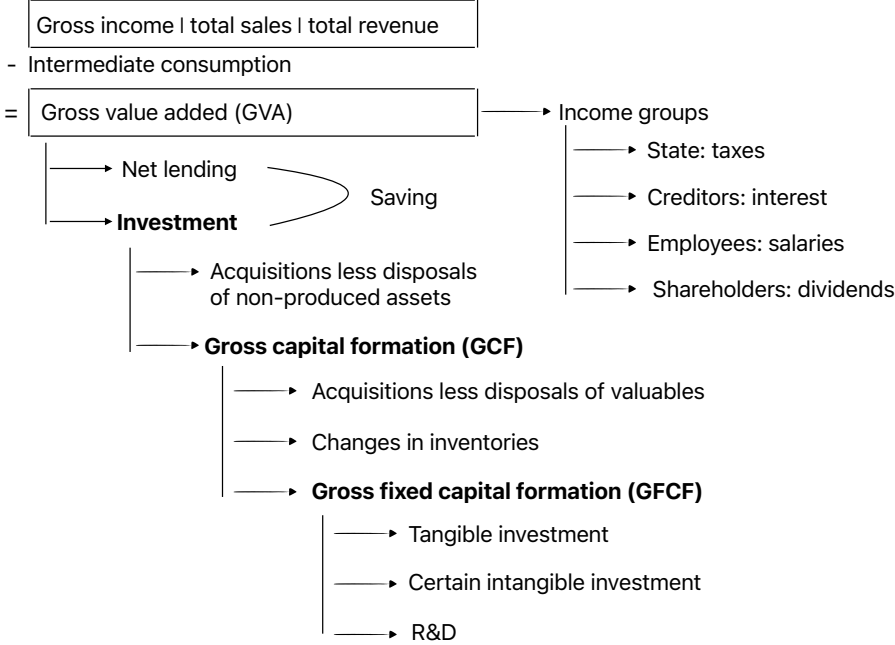 Gross income | total sales | total revenue
- Intermediate consumption
= Gross value added (GVA)
Income groups
State: taxes
Creditors: interest
Employees: salaries
Shareholders: dividends
Net lending
Saving
Investment
Acquisitions less disposals
of non-produced assets
Gross capital formation (GCF)
Acquisitions less disposals of valuables
Changes in inventories
Gross fixed capital formation (GFCF)
Tangible investment
Certain intangible investment
R&D